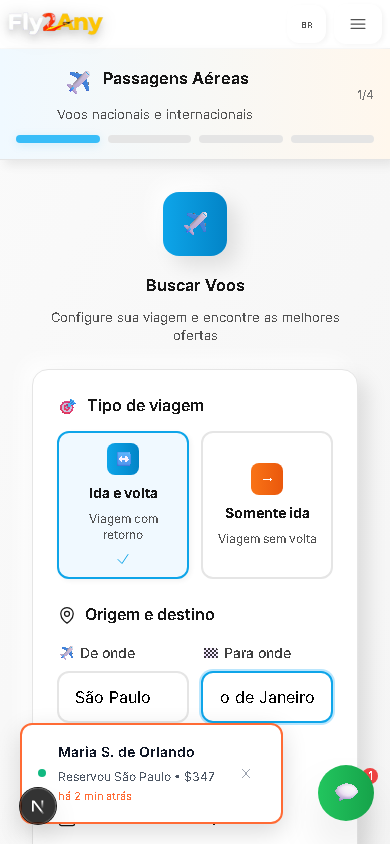 Fly2Any
BR
Passagens Aéreas
Voos nacionais e internacionais
1/4
Buscar Voos
Configure sua viagem e encontre as melhores
ofertas
Tipo de viagem
Ida e volta
Viagem com
retorno
Somente ida
Viagem sem volta
Origem e destino
De onde
Para onde
São Paulo
o de Janeiro
Maria S. de Orlando
Reservou São Paulo • $347
há 2 min atrás
N
1